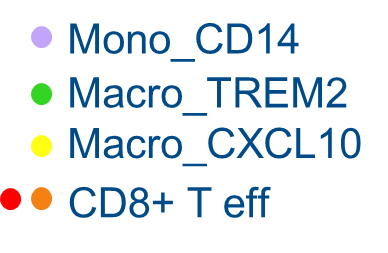 Mono_CD14
Macro_TREM2
Macro_CXCL10
CD8+ T eff